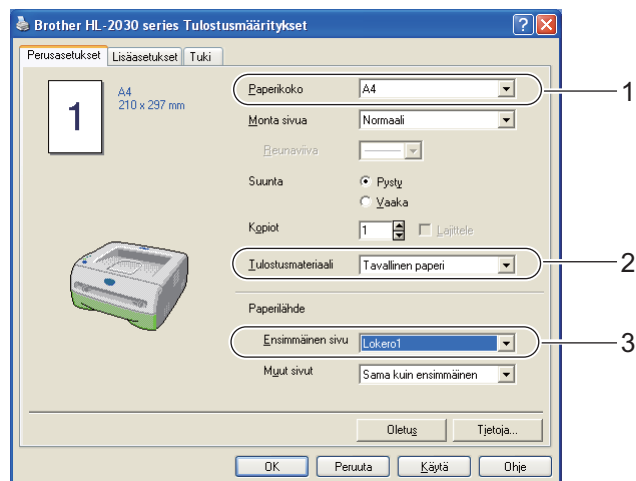 Brother HL-2030 series Tulostusmääritykset
Perusasetukset Lisäasetukset Tuki
A4
210 x 297 mm
1
Paperikoko A4 1
Monta sivua Normaali
Reunaviiva
Suunta Pysty
Vaaka
Kopiot 1 Lajittele
Tulostusmateriaali Tavallinen paperi 2
Paperilähde
Ensimmäinen sivu Lokero1 3
Muut sivut Sama kuin ensimmäinen
Oletus Tietoja...
OK Peruuta Käytä Ohje